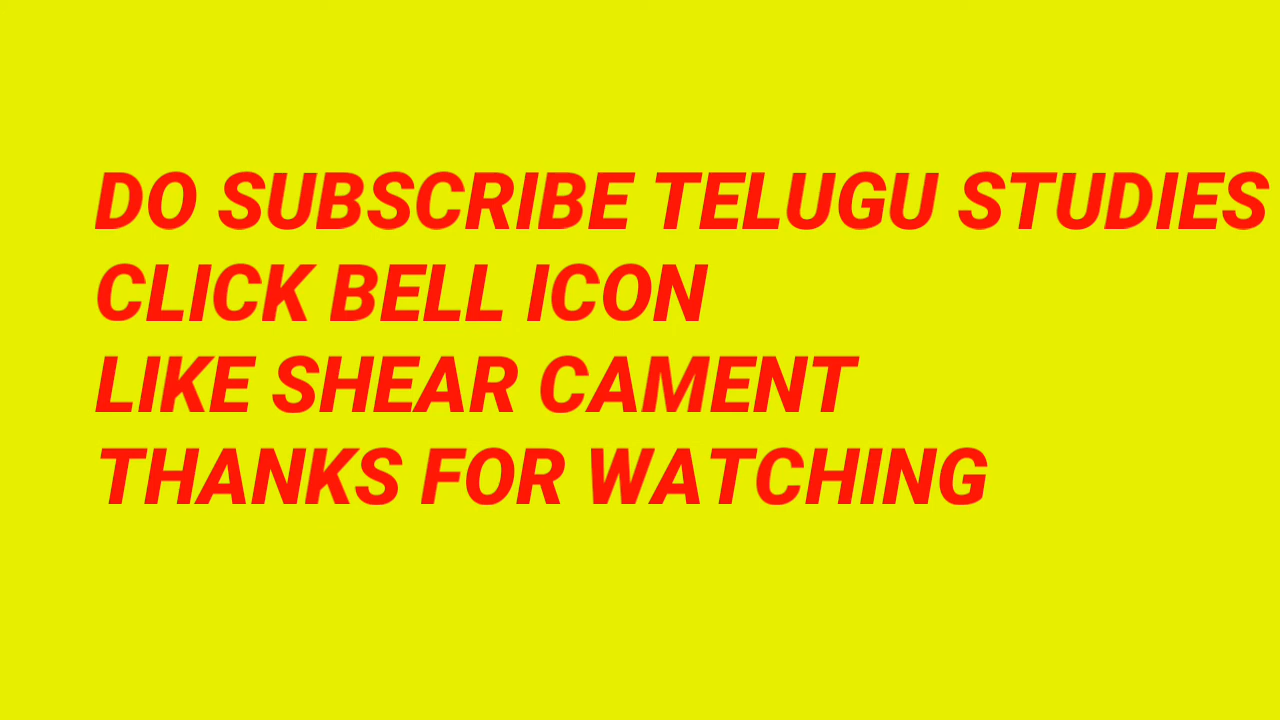 DO SUBSCRIBE TELUGU STUDIES
CLICK BELL ICON
LIKE SHEAR CAMENT
THANKS FOR WATCHING